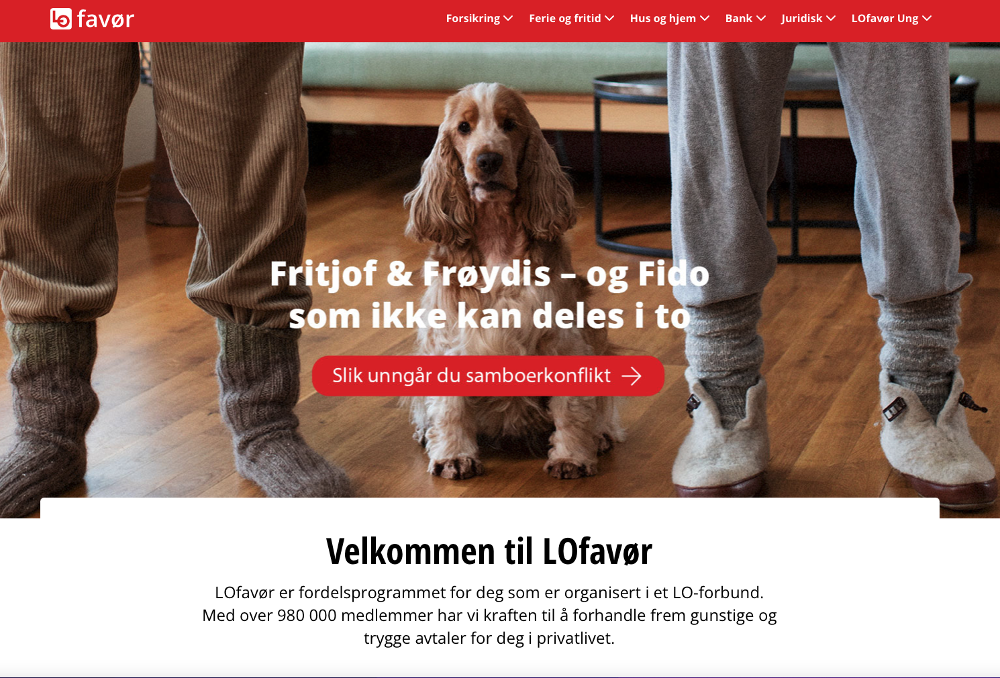 LO favør
Forsikring
Ferie og fritid
Hus og hjem
Bank
Juridisk
LOfavør Ung
Fritjof & Frøydis – og Fido
som ikke kan deles i to
Slik unngår du samboerkonflikt →
Velkommen til LOfavør
LOfavør er fordelsprogrammet for deg som er organisert i et LO-forbund.
Med over 980 000 medlemmer har vi kraften til å forhandle frem gunstige og
trygge avtaler for deg i privatlivet.